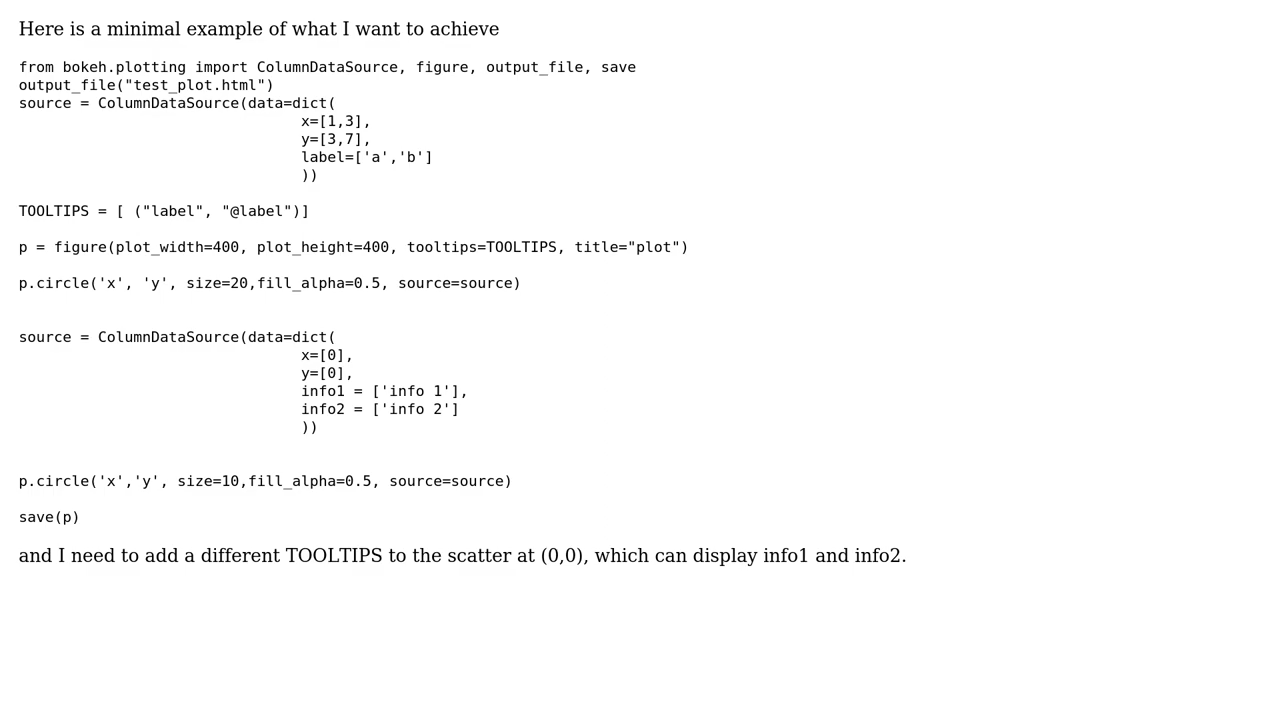 Here is a minimal example of what I want to achieve
from bokeh.plotting import ColumnDataSource, figure, output_file, save
output_file("test_plot.html")
source = ColumnDataSource(data=dict(
                                x=[1,3],
                                y=[3,7],
                                label=['a','b']
                                ))
TOOLTIPS = [ ("label", "@label")]
p = figure(plot_width=400, plot_height=400, tooltips=TOOLTIPS, title="plot")
p.circle('x', 'y', size=20,fill_alpha=0.5, source=source)
source = ColumnDataSource(data=dict(
                                x=[0],
                                y=[0],
                                info1 = ['info 1'],
                                info2 = ['info 2']
                                ))
p.circle('x','y', size=10,fill_alpha=0.5, source=source)
save(p)
and I need to add a different TOOLTIPS to the scatter at (0,0), which can display info1 and info2.